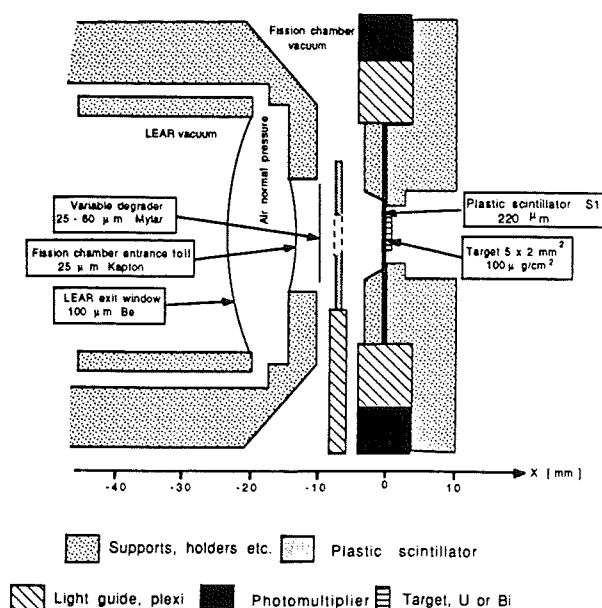 Fission chamber
vacuum
LEAR vacuum
Air normal pressure
Variable degrader
25 - 60 μm Mylar
Fission chamber entrance foil
25 μm Kapton
LEAR exit window
100 μm Be
Plastic scintillator S1
220 μm
Target 5 x 2 mm²
100 μg/cm²
-40 -30 -20 -10 0 10
X [mm]
Supports, holders etc. Plastic scintillator
Light guide, plexi Photomultiplier Target, U or Bi